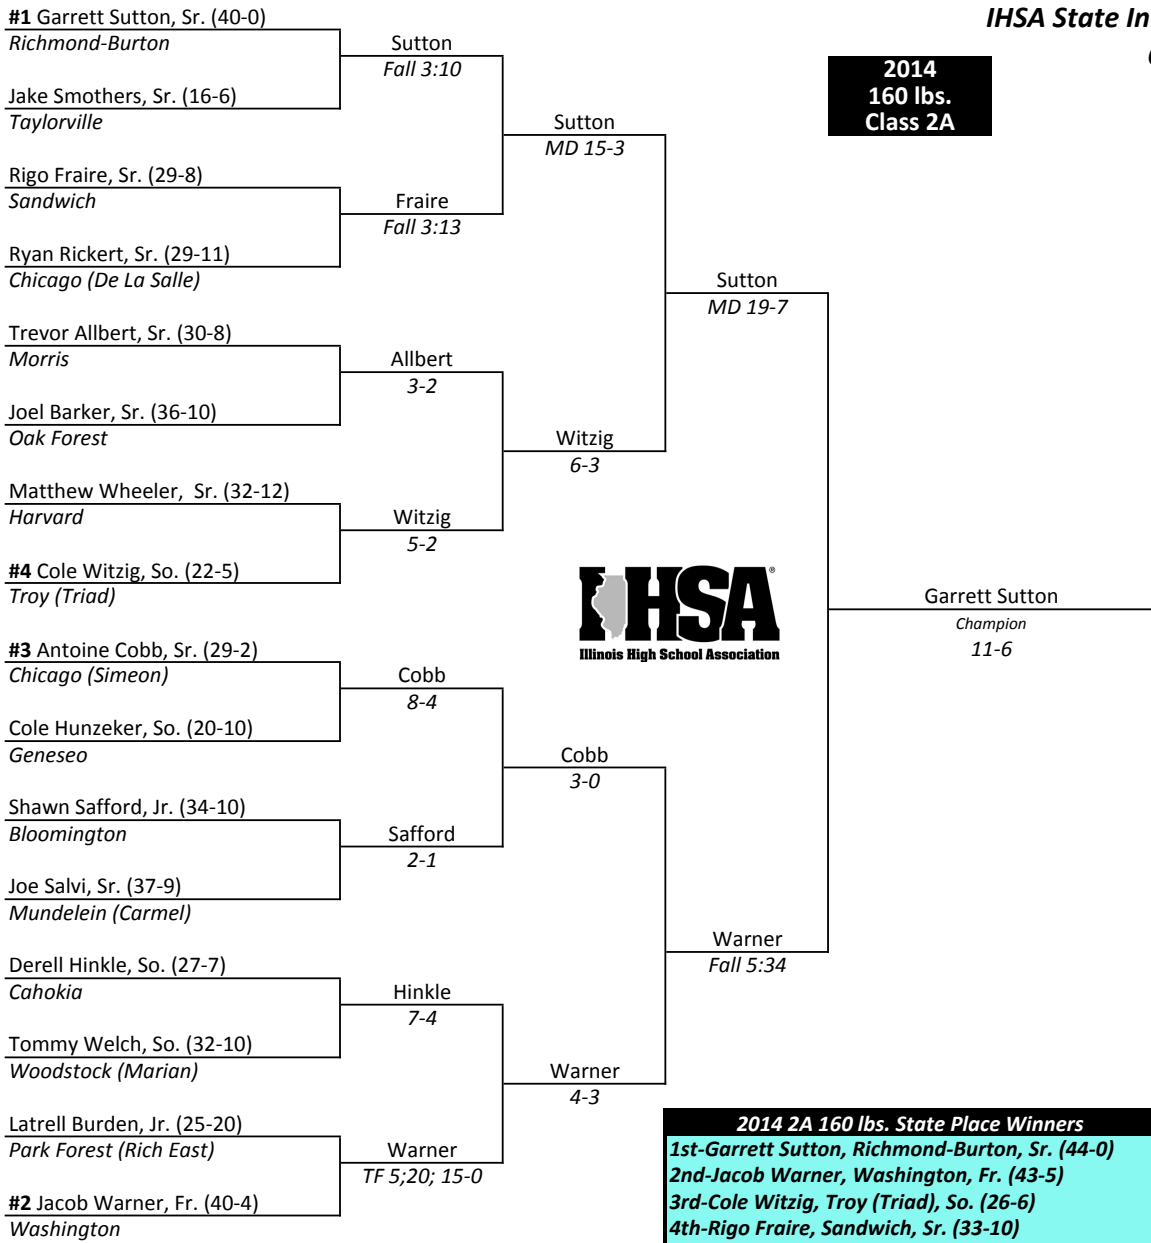 IHSA State In
2014
160 lbs.
Class 2A
#1 Garrett Sutton, Sr. (40-0)
Richmond-Burton
Jake Smothers, Sr. (16-6)
Taylorville
Rigo Fraire, Sr. (29-8)
Sandwich
Ryan Rickert, Sr. (29-11)
Chicago (De La Salle)
Trevor Allbert, Sr. (30-8)
Morris
Joel Barker, Sr. (36-10)
Oak Forest
Matthew Wheeler, Sr. (32-12)
Harvard
#4 Cole Witzig, So. (22-5)
Troy (Triad)
#3 Antoine Cobb, Sr. (29-2)
Chicago (Simeon)
Cole Hunzeker, So. (20-10)
Geneseo
Shawn Safford, Jr. (34-10)
Bloomington
Joe Salvi, Sr. (37-9)
Mundelein (Carmel)
Derell Hinkle, So. (27-7)
Cahokia
Tommy Welch, So. (32-10)
Woodstock (Marian)
Latrell Burden, Jr. (25-20)
Park Forest (Rich East)
#2 Jacob Warner, Fr. (40-4)
Washington
Sutton
Fall 3:10
Fraire
Fall 3:13
Allbert
3-2
Witzig
5-2
Cobb
8-4
Safford
2-1
Hinkle
7-4
Warner
TF 5;20; 15-0
Sutton
MD 15-3
Witzig
6-3
Cobb
3-0
Warner
4-3
Sutton
MD 19-7
Warner
Fall 5:34
IHSA®
Illinois High School Association
Garrett Sutton
Champion
11-6
2014 2A 160 lbs. State Place Winners
1st-Garrett Sutton, Richmond-Burton, Sr. (44-0)
2nd-Jacob Warner, Washington, Fr. (43-5)
3rd-Cole Witzig, Troy (Triad), So. (26-6)
4th-Rigo Fraire, Sandwich, Sr. (33-10)